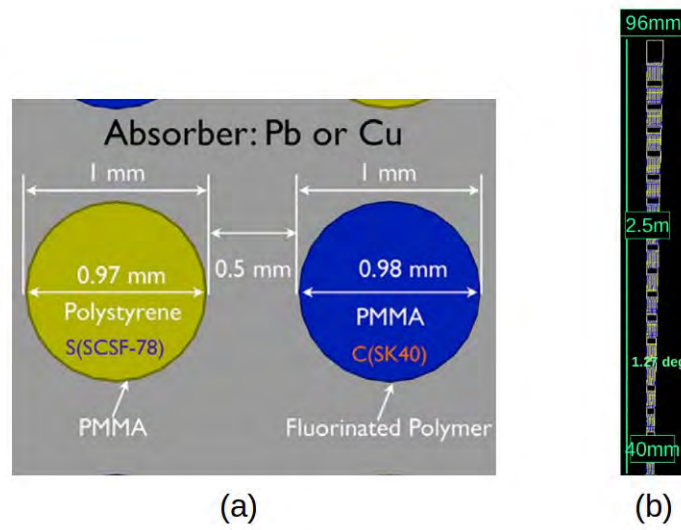 Absorber: Pb or Cu
1 mm
1 mm
0.5 mm
0.97 mm
Polystyrene
S(SCSF-78)
0.98 mm
PMMA
C(SK40)
PMMA
Fluorinated Polymer
(a)
96mm
2.5m
1.27 deg
40mm
(b)